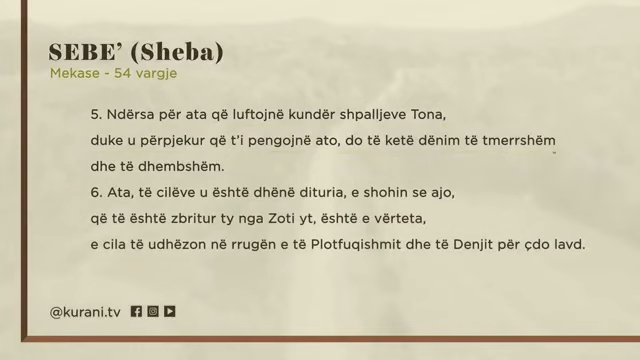 SEBE’ (Sheba)
Mekase - 54 vargje
5. Ndërsa për ata që luftojnë kundër shpalljeve Tona,
duke u përpjekur që t’i pengojnë ato, do të ketë dënim të tmerrshëm
dhe të dhembshëm.
6. Ata, të cilëve u është dhënë dituria, e shohin se ajo,
që të është zbritur ty nga Zoti yt, është e vërteta,
e cila të udhëzon në rrugën e të Plotfuqishmit dhe të Denjit për çdo lavd.
@kurani.tv